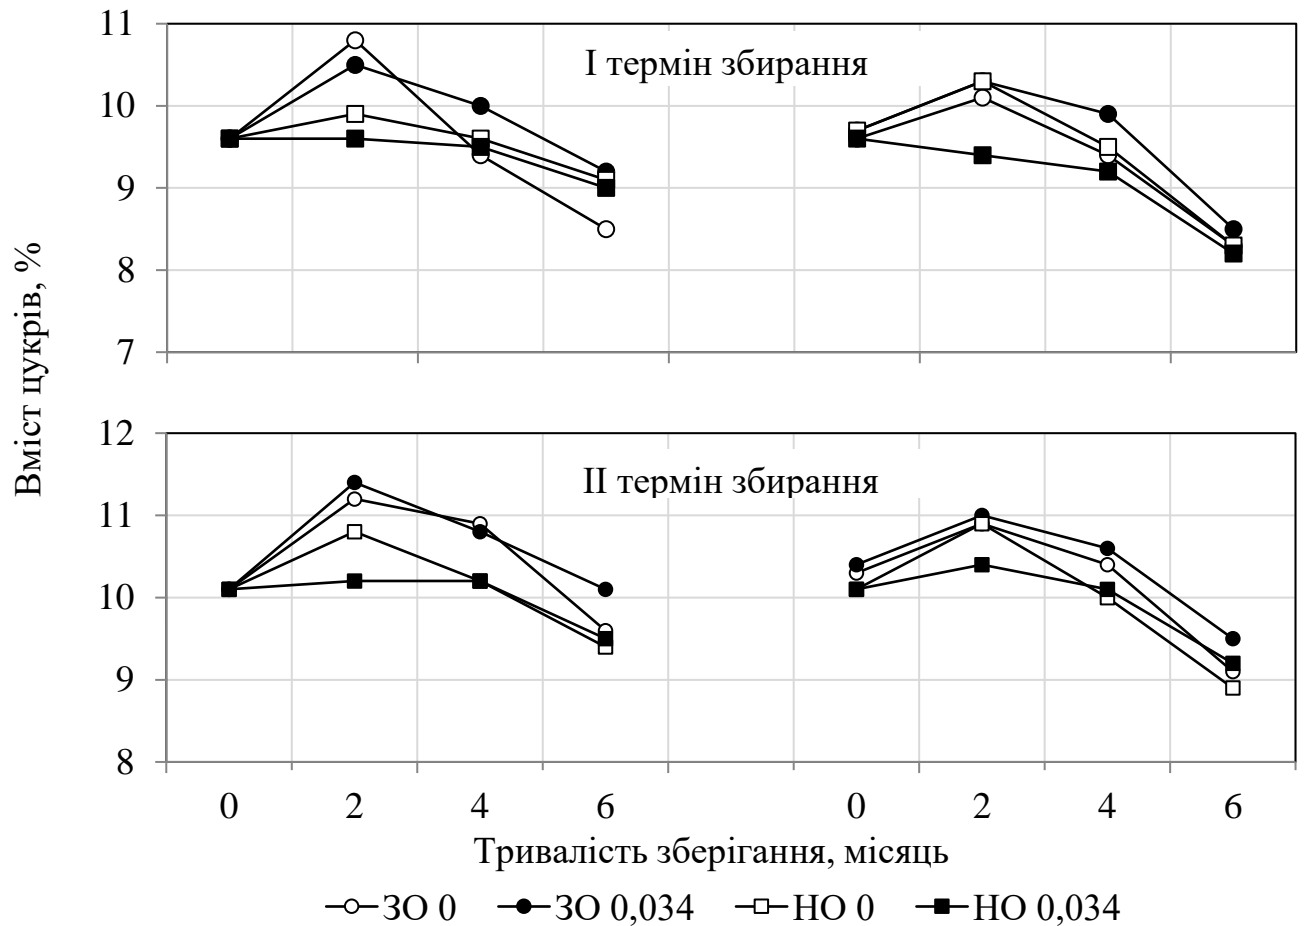 11
І термін збирання
10
9
8
7
Вміст цукрів, %
12
ІІ термін збирання
11
10
9
8
0 2 4 6 0 2 4 6
Тривалість зберігання, місяць
ЗО 0 ЗО 0,034 НО 0 НО 0,034